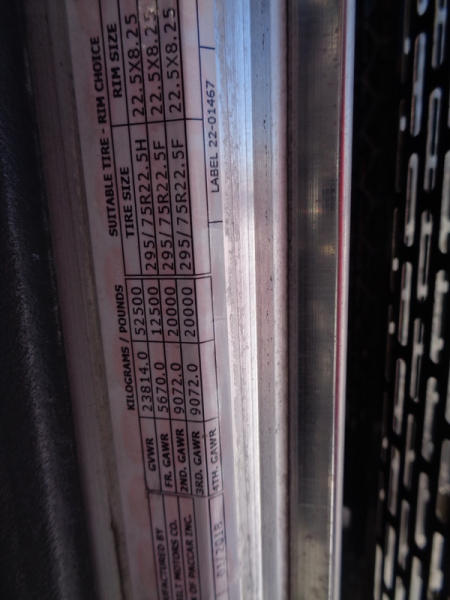 KILOGRAMS / POUNDS SUITABLE TIRE - RIM CHOICE
TIRE SIZE RIM SIZE
GVWR 23814.0 52500
FACTURED BY FR. GAWR 5670.0 12500 295/75R22.5H 22.5X8.25
LT MOTORS CO. 2ND. GAWR 9072.0 20000 295/75R22.5F 22.5X8.25
OF PACCAR INC. 3RD. GAWR 9072.0 20000 295/75R22.5F 22.5X8.25
4TH. GAWR LABEL 22-01467